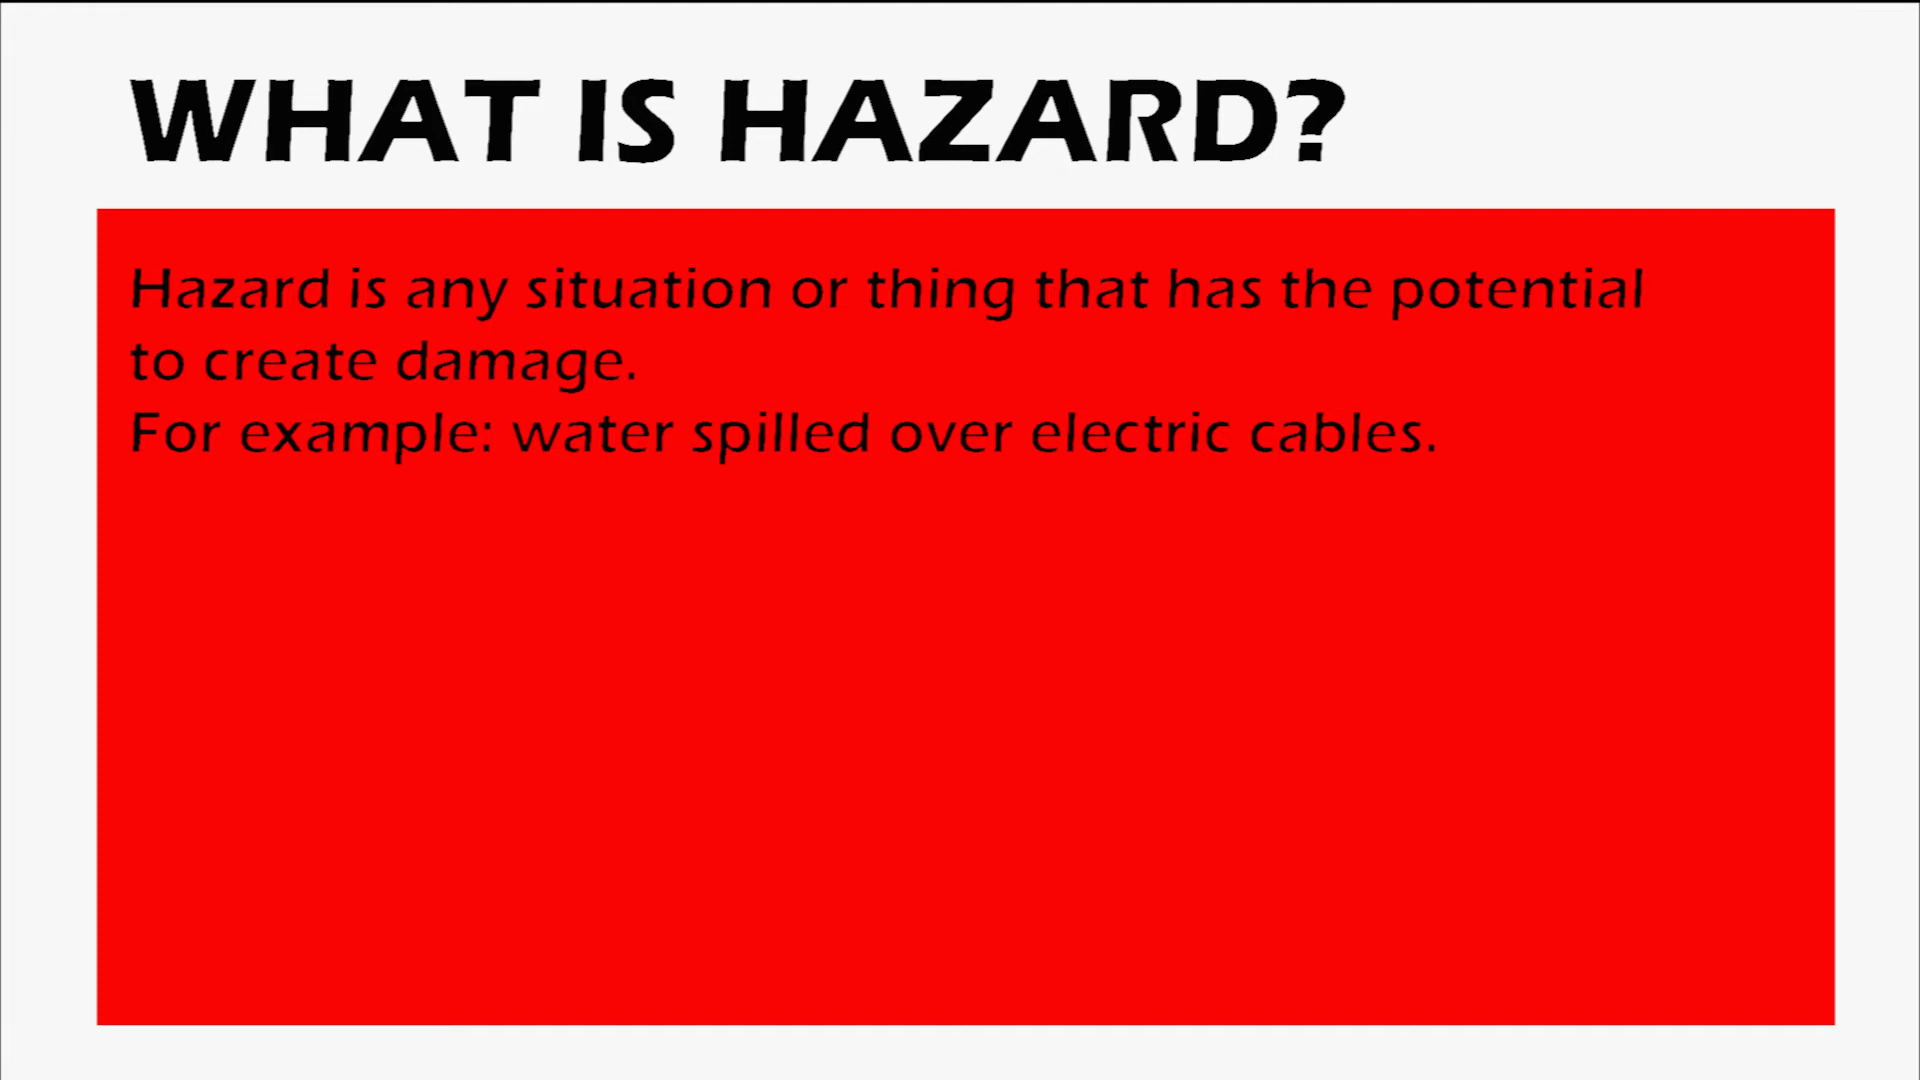 WHAT IS HAZARD?
Hazard is any situation or thing that has the potential
to create damage.
For example: water spilled over electric cables.